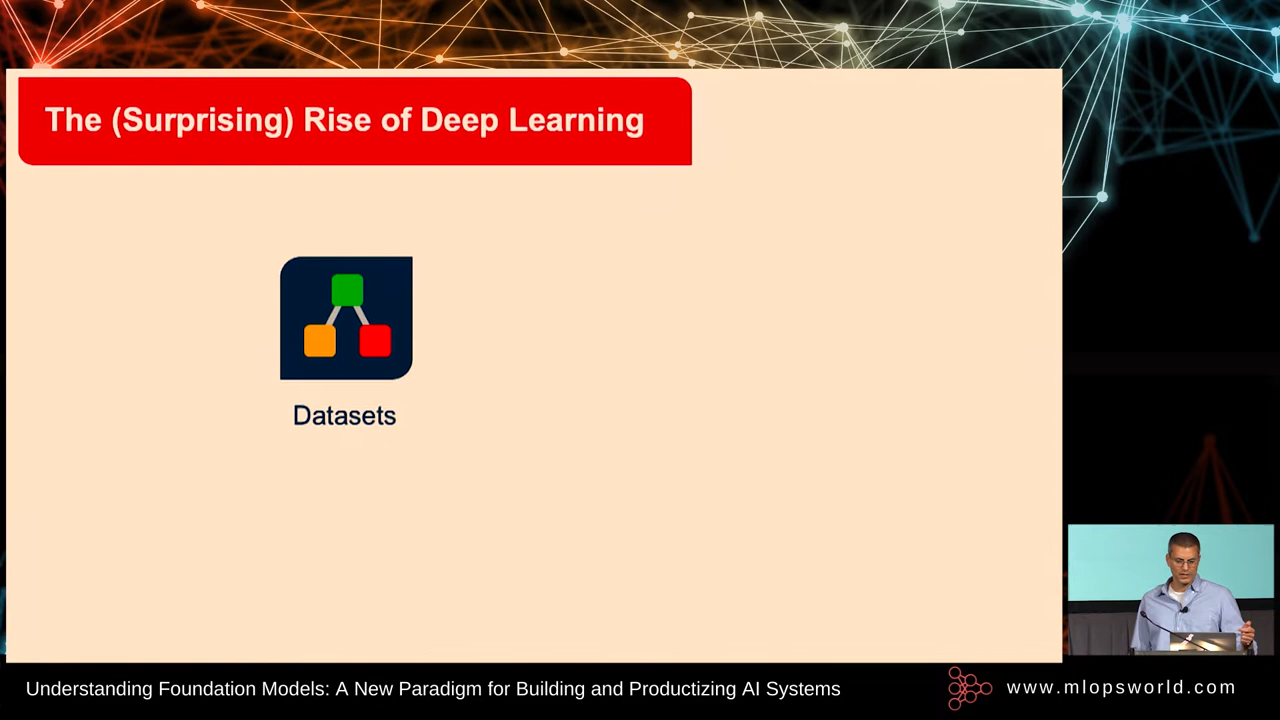 The (Surprising) Rise of Deep Learning
Datasets
Understanding Foundation Models: A New Paradigm for Building and Productizing AI Systems
www.mlopsworld.com